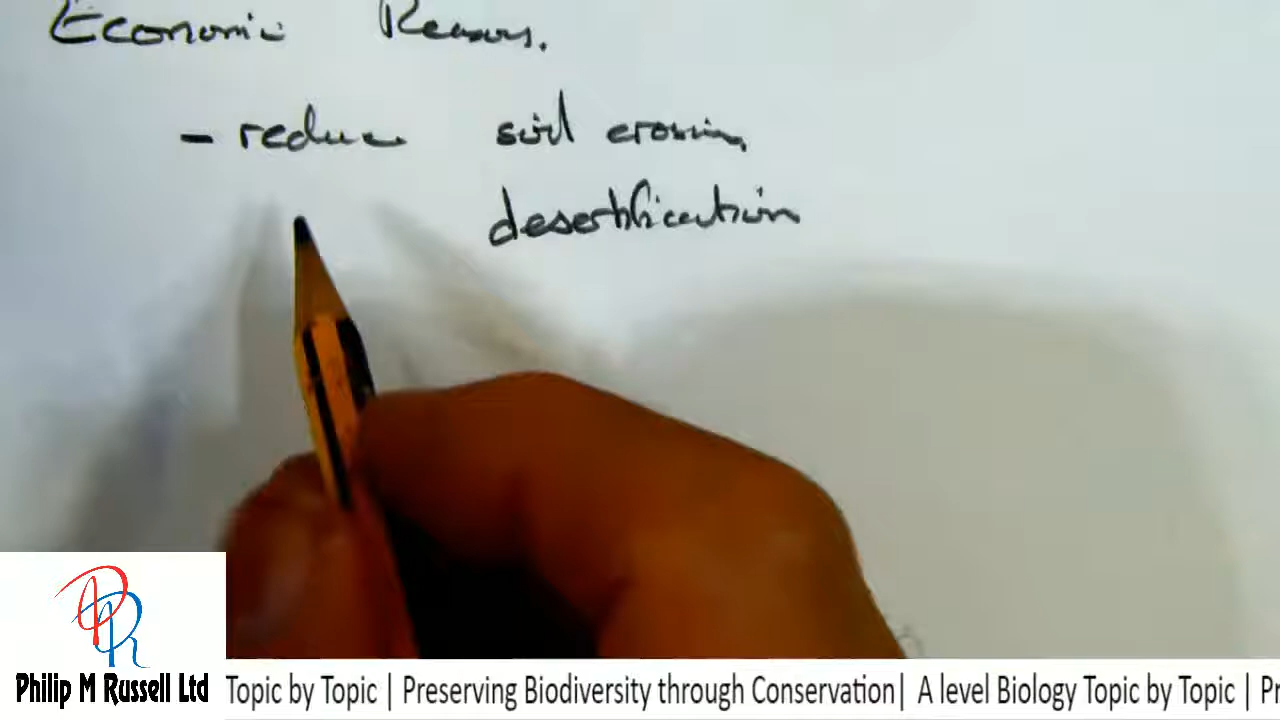 Economic Reasons.
- reduce soil erosion,
desertification
Philip M Russell Ltd
Topic by Topic | Preserving Biodiversity through Conservation| A level Biology Topic by Topic | Pr